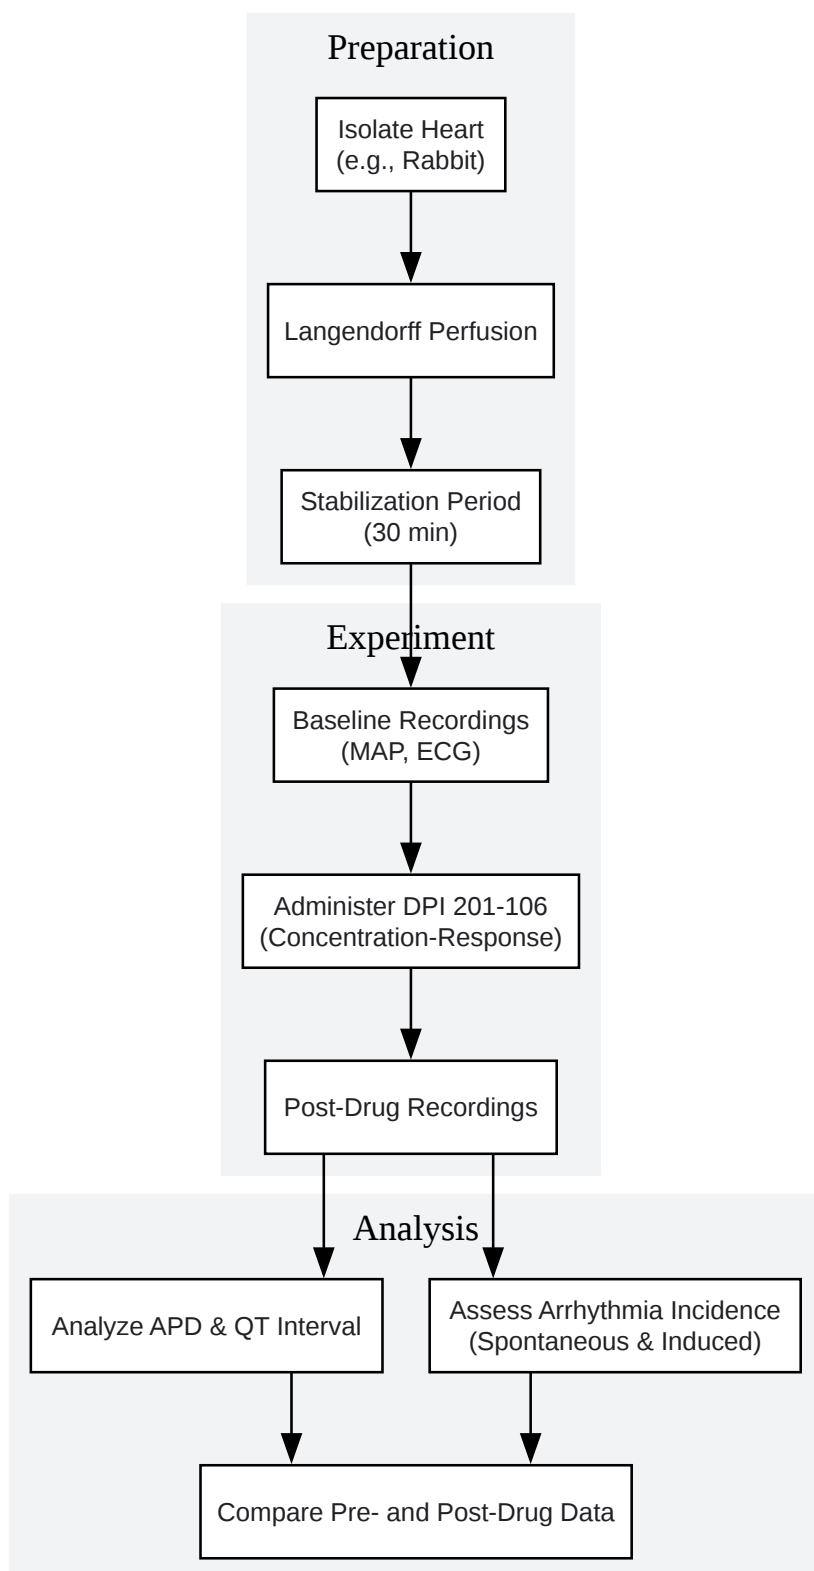 Preparation
Isolate Heart
(e.g., Rabbit)
Langendorff Perfusion
Stabilization Period
(30 min)
Experiment
Baseline Recordings
(MAP, ECG)
Administer DPI 201-106
(Concentration-Response)
Post-Drug Recordings
Analysis
Analyze APD & QT Interval
Assess Arrhythmia Incidence
(Spontaneous & Induced)
Compare Pre- and Post-Drug Data